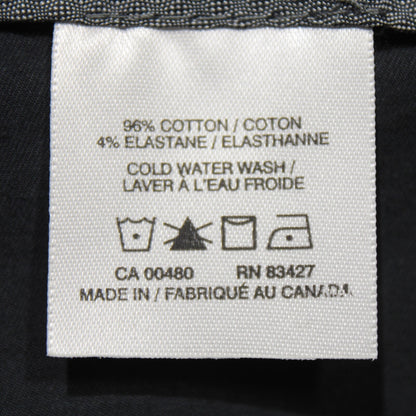 96% COTTON / COTON
4% ELASTANE / ELASTHANNE
COLD WATER WASH /
LAVER À L'EAU FROIDE
CA 00480 RN 83427
MADE IN / FABRIQUÉ AU CANADA